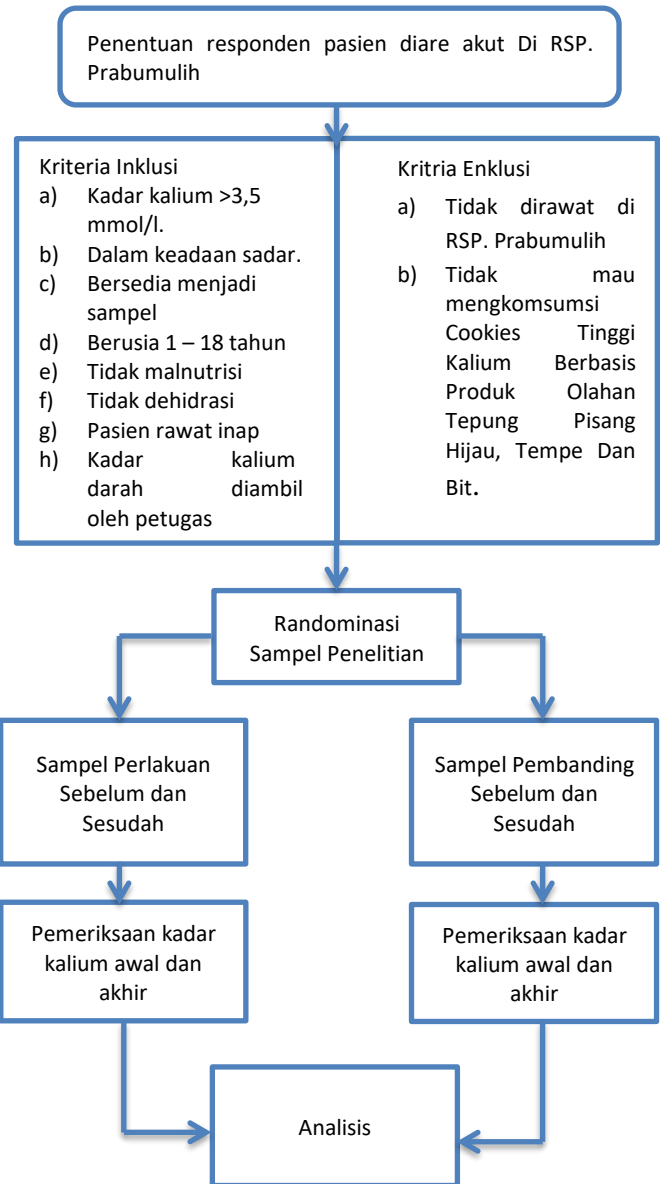 Penentuan responden pasien diare akut Di RSP.
Prabumulih
Kriteria Inklusi
a) Kadar kalium >3,5
mmol/l.
b) Dalam keadaan sadar.
c) Bersedia menjadi
sampel
d) Berusia 1 – 18 tahun
e) Tidak malnutrisi
f) Tidak dehidrasi
g) Pasien rawat inap
h) Kadar kalium
darah diambil
oleh petugas
Kritria Enklusi
a) Tidak dirawat di
RSP. Prabumulih
b) Tidak mau
mengkomsumsi
Cookies Tinggi
Kalium Berbasis
Produk Olahan
Tepung Pisang
Hijau, Tempe Dan
Bit.
Randominasi
Sampel Penelitian
Sampel Perlakuan
Sebelum dan
Sesudah
Sampel Pembanding
Sebelum dan
Sesudah
Pemeriksaan kadar
kalium awal dan
akhir
Pemeriksaan kadar
kalium awal dan
akhir
Analisis